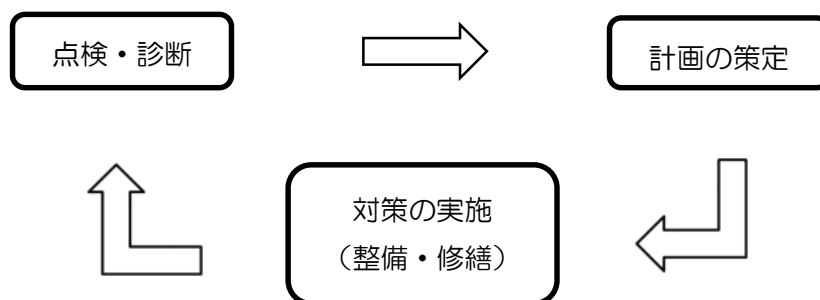 点検・診断
計画の策定
対策の実施
（整備・修繕）